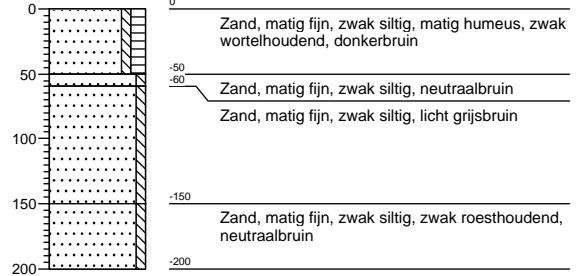 0
0
Zand, matig fijn, zwak siltig, matig humeus, zwak
wortelhoudend, donkerbruin
50
-50
-60
Zand, matig fijn, zwak siltig, neutraalbruin
Zand, matig fijn, zwak siltig, licht grijsbruin
100
150
-150
Zand, matig fijn, zwak siltig, zwak roesthoudend,
neutraalbruin
200
-200